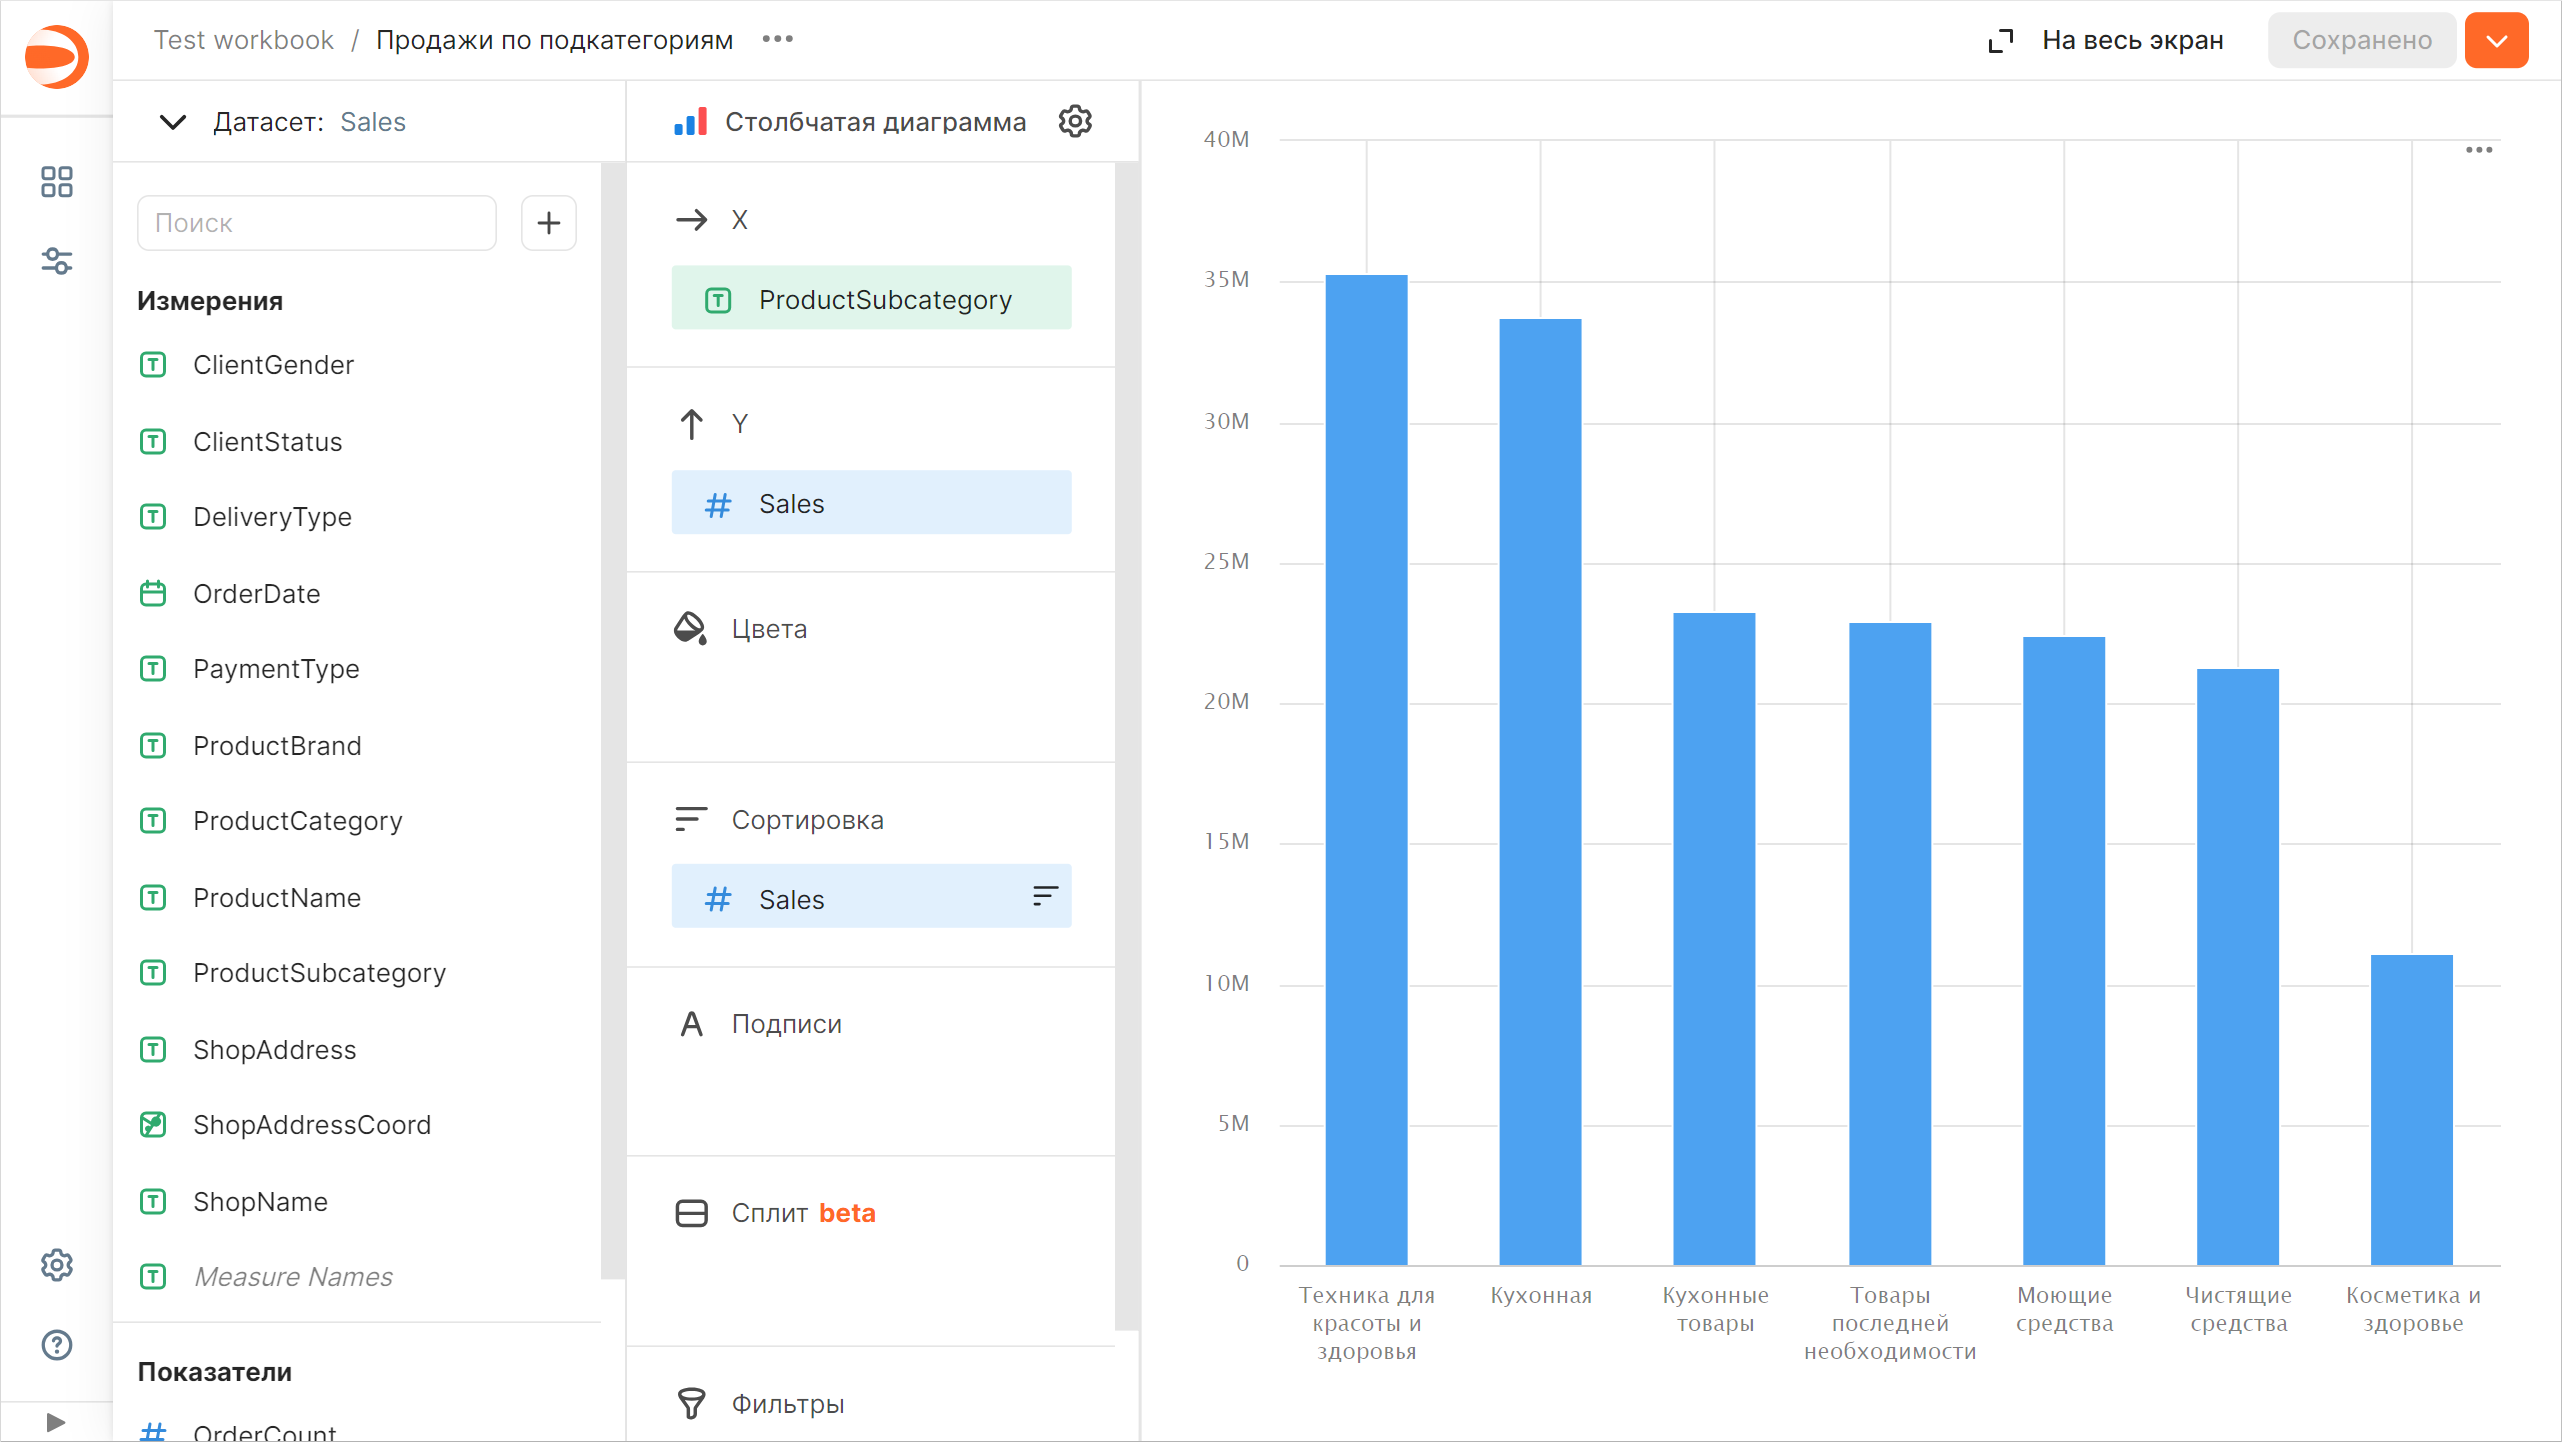 Test workbook / Продажи по подкатегориям
На весь экран
Сохранено
Датасет: Sales
Поиск
Измерения
ClientGender
ClientStatus
DeliveryType
OrderDate
PaymentType
ProductBrand
ProductCategory
ProductName
ProductSubcategory
ShopAddress
ShopAddressCoord
ShopName
Measure Names
Показатели
OrderCount
Столбчатая диаграмма
X
ProductSubcategory
Y
Sales
Цвета
Сортировка
Sales
Подписи
Сплит beta
Фильтры
40M
35M
30M
25M
20M
15M
10M
5M
0
Техника для
красоты и
здоровья
Кухонная
Кухонные
товары
Товары
последней
необходимости
Моющие
средства
Чистящие
средства
Косметика и
здоровье